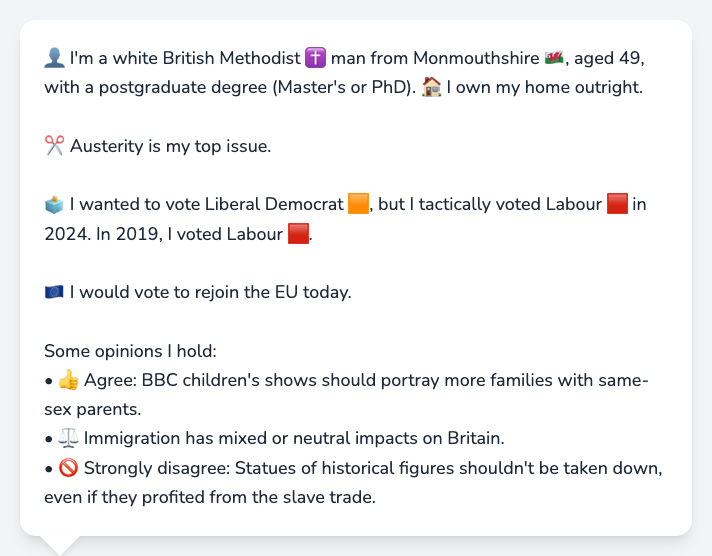 👤 I'm a white British Methodist ✝️ man from Monmouthshire 🏴󠁧󠁢󠁷󠁬󠁳󠁿, aged 49,
with a postgraduate degree (Master's or PhD). 🏠 I own my home outright.
✂️ Austerity is my top issue.
🗳️ I wanted to vote Liberal Democrat 🟧, but I tactically voted Labour 🟥 in
2024. In 2019, I voted Labour 🟥.
🇪🇺 I would vote to rejoin the EU today.
Some opinions I hold:
• 👍 Agree: BBC children's shows should portray more families with same-
sex parents.
• ⚖️ Immigration has mixed or neutral impacts on Britain.
• 🚫 Strongly disagree: Statues of historical figures shouldn't be taken down,
even if they profited from the slave trade.